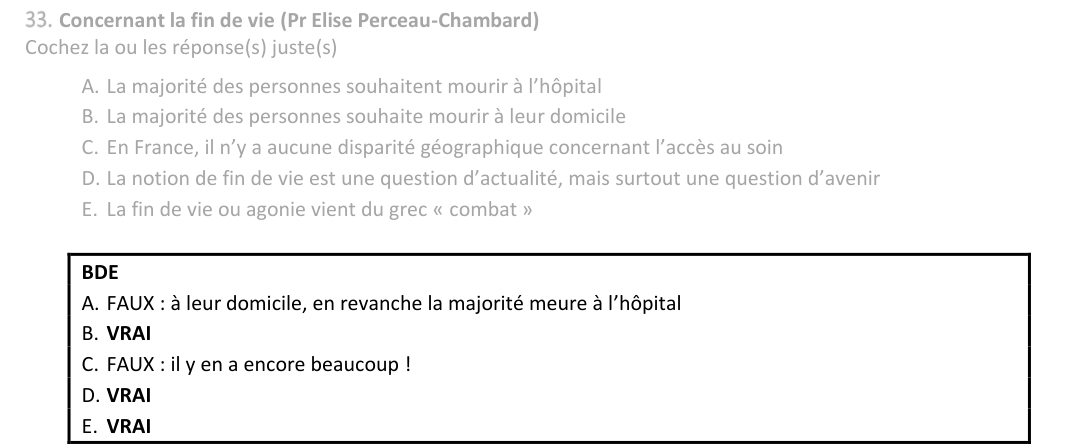 33. Concernant la fin de vie (Pr Elise Perceau-Chambard)
Cochez la ou les réponse(s) juste(s)
A. La majorité des personnes souhaitent mourir à l’hôpital
B. La majorité des personnes souhaite mourir à leur domicile
C. En France, il n’y a aucune disparité géographique concernant l’accès au soin
D. La notion de fin de vie est une question d’actualité, mais surtout une question d’avenir
E. La fin de vie ou agonie vient du grec « combat »
BDE
A. FAUX : à leur domicile, en revanche la majorité meure à l’hôpital
B. VRAI
C. FAUX : il y en a encore beaucoup !
D. VRAI
E. VRAI